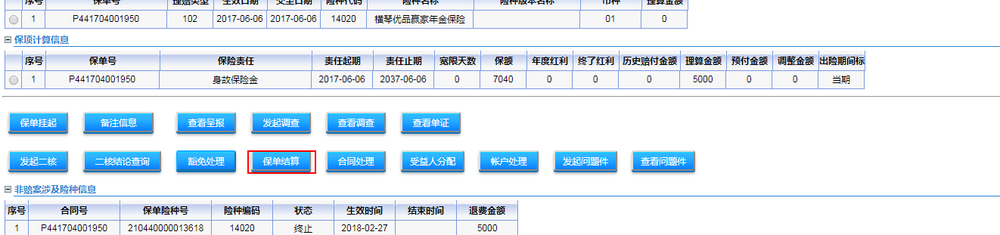 序号 保单号 理赔类型 生效日期 交至日期 险种代码 险种名称 险种版本名称 币种 理算金额
1 P441704001950 102 2017-06-06 2017-06-06 14020 横琴优品赢家年金保险 01 0
保项计算信息
序号 保单号 保险责任 责任起期 责任止期 宽限天数 保额 年度红利 终了红利 历史赔付金额 理算金额 预付金额 调整金额 出险期间标
1 P441704001950 身故保险金 2017-06-06 2037-06-06 0 7040 0 0 0 5000 0 0 当期
保单挂起 备注信息 查看呈报 发起调查 查看调查 查看单证
发起二核 二核结论查询 豁免处理 保单结算 合同处理 受益人分配 帐户处理 发起问题件 查看问题件
非赔案涉及险种信息
序号 合同号 保单险种号 险种编码 状态 生效时间 结束时间 退费金额
1 P441704001950 210440000013618 14020 终止 2018-02-27 5000